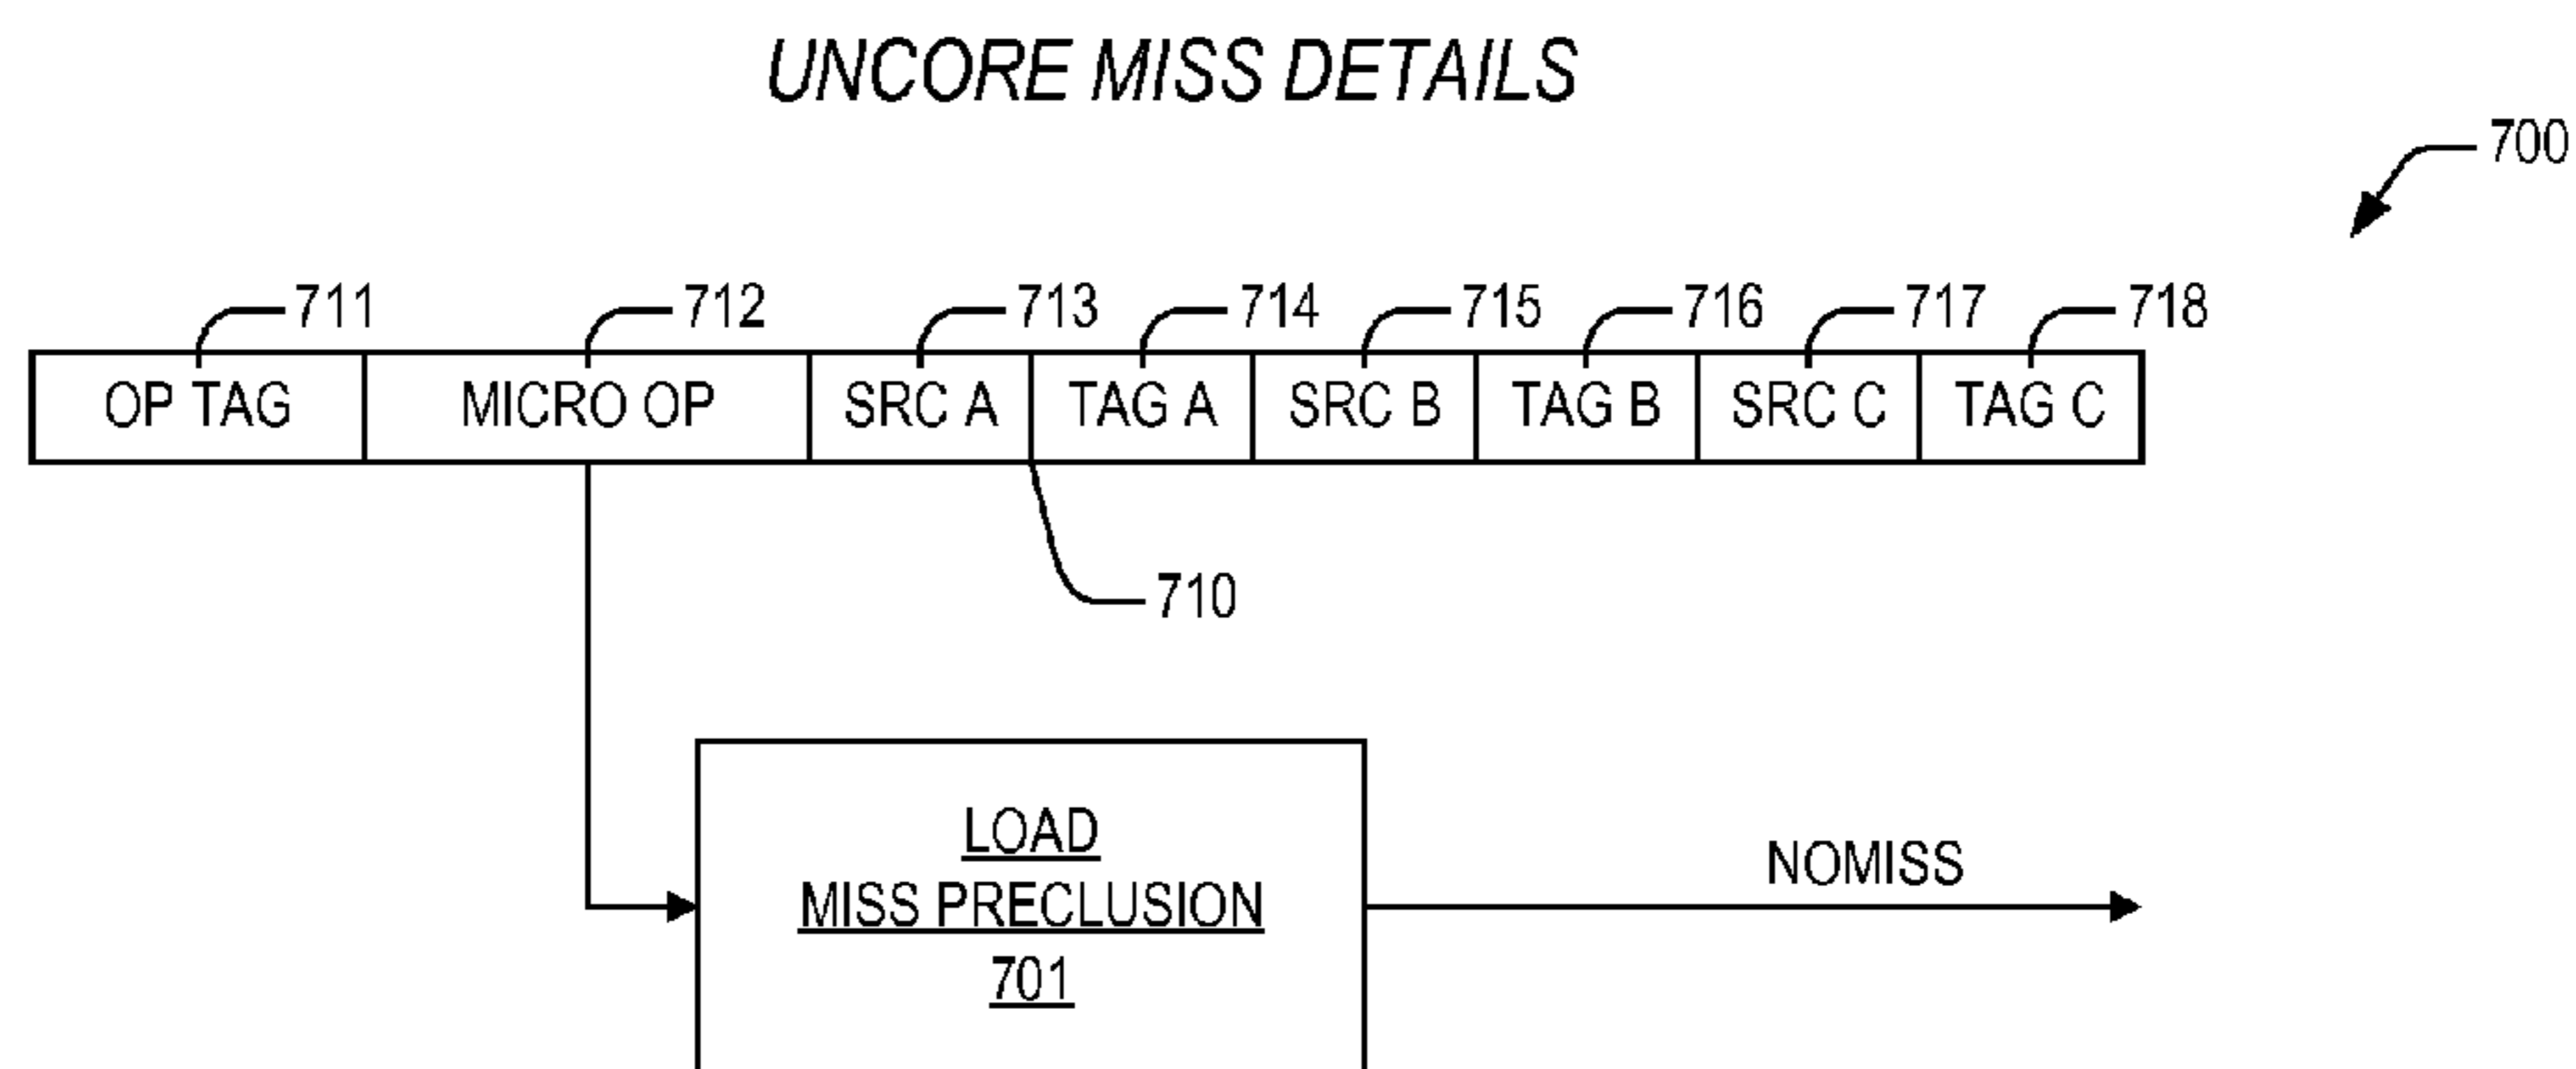 UNCORE MISS DETAILS
700
711 712 713 714 715 716 717 718
OP TAG MICRO OP SRC A TAG A SRC B TAG B SRC C TAG C
710
LOAD
MISS PRECLUSION
701
NOMISS